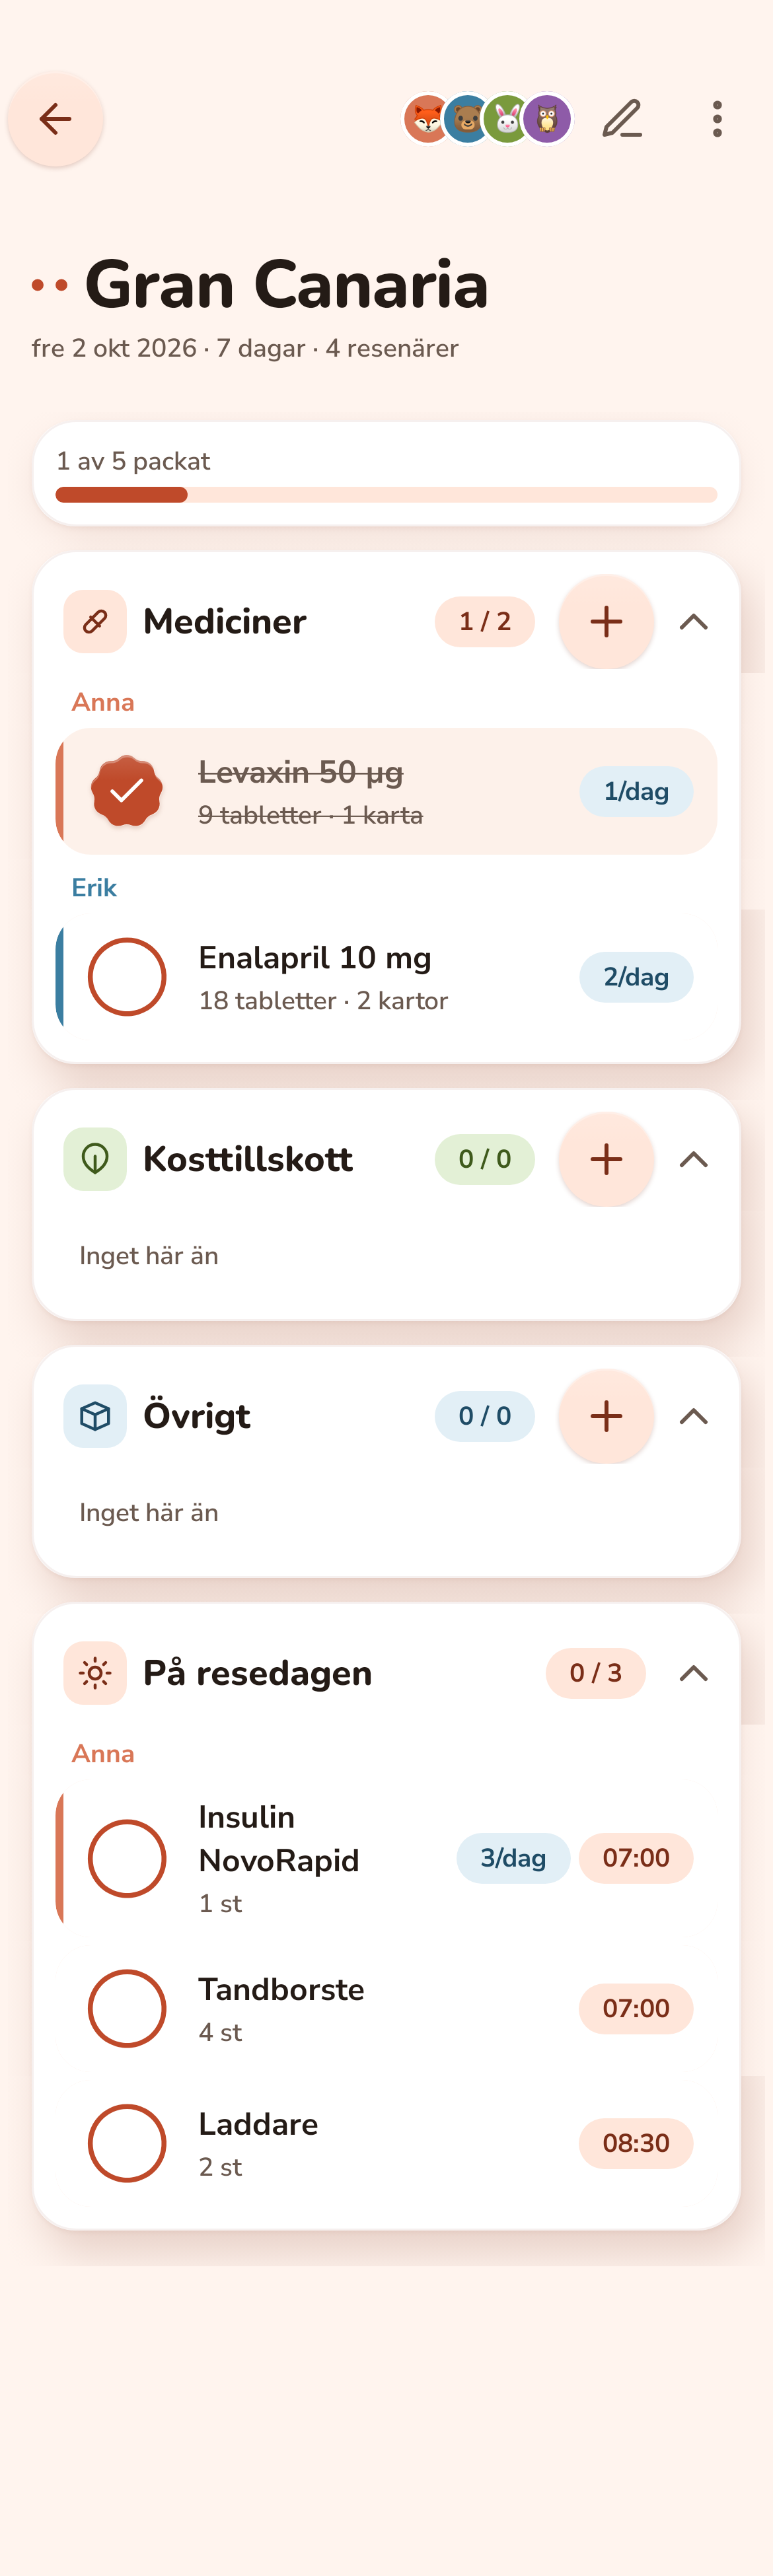 Gran Canaria
fre 2 okt 2026 · 7 dagar · 4 resenärer
1 av 5 packat
Mediciner
1 / 2
Anna
Levaxin 50 µg
9 tabletter · 1 karta
1/dag
Erik
Enalapril 10 mg
18 tabletter · 2 kartor
2/dag
Kosttillskott
0 / 0
Inget här än
Övrigt
0 / 0
Inget här än
På resedagen
0 / 3
Anna
Insulin
NovoRapid
1 st
3/dag
07:00
Tandborste
4 st
07:00
Laddare
2 st
08:30